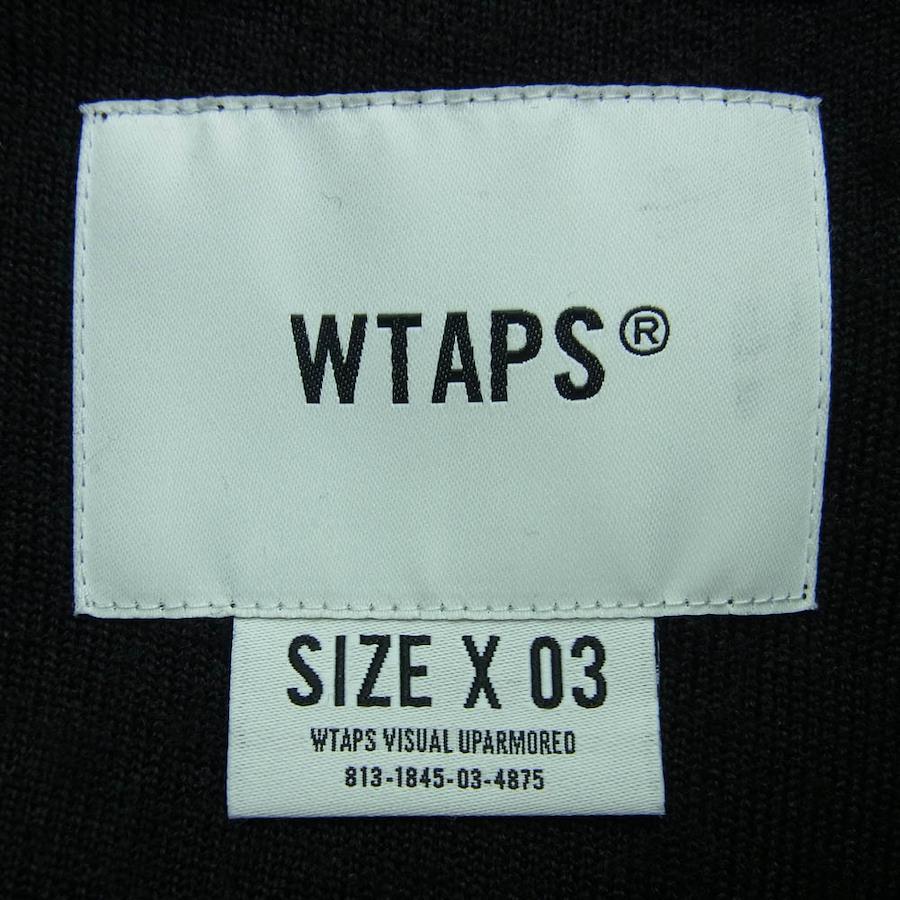 WTAPS®
SIZE X 03
WTAPS VISUAL UPARMORED
813-1845-03-4875